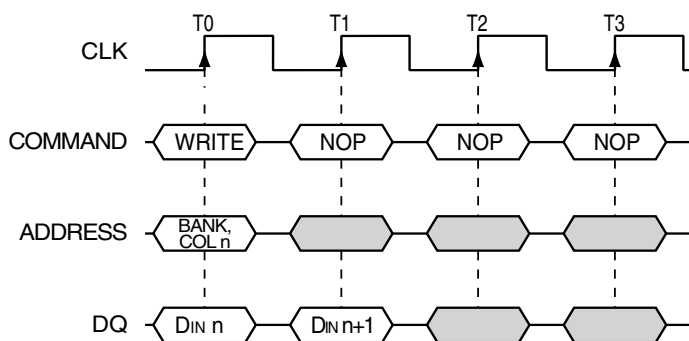 T0 T1 T2 T3
CLK
COMMAND WRITE NOP NOP NOP
ADDRESS BANK,
COL n
DQ DIN n DIN n+1